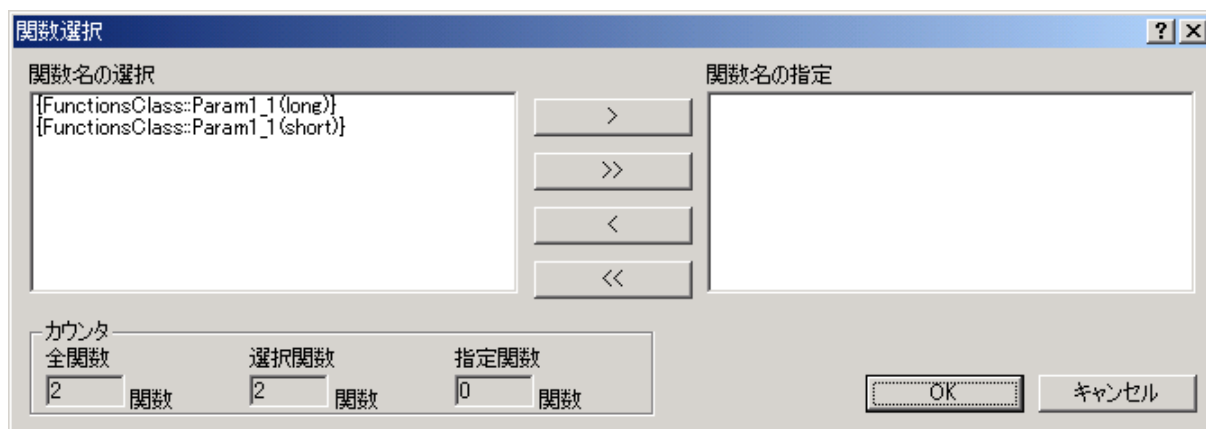 関数選択
関数名の選択
関数名の指定
{FunctionsClass::Param1_1(long)}
{FunctionsClass::Param1_1(short)}
>
>>
<
<<
カウンタ
全関数 選択関数 指定関数
2 関数 2 関数 0 関数
OK キャンセル